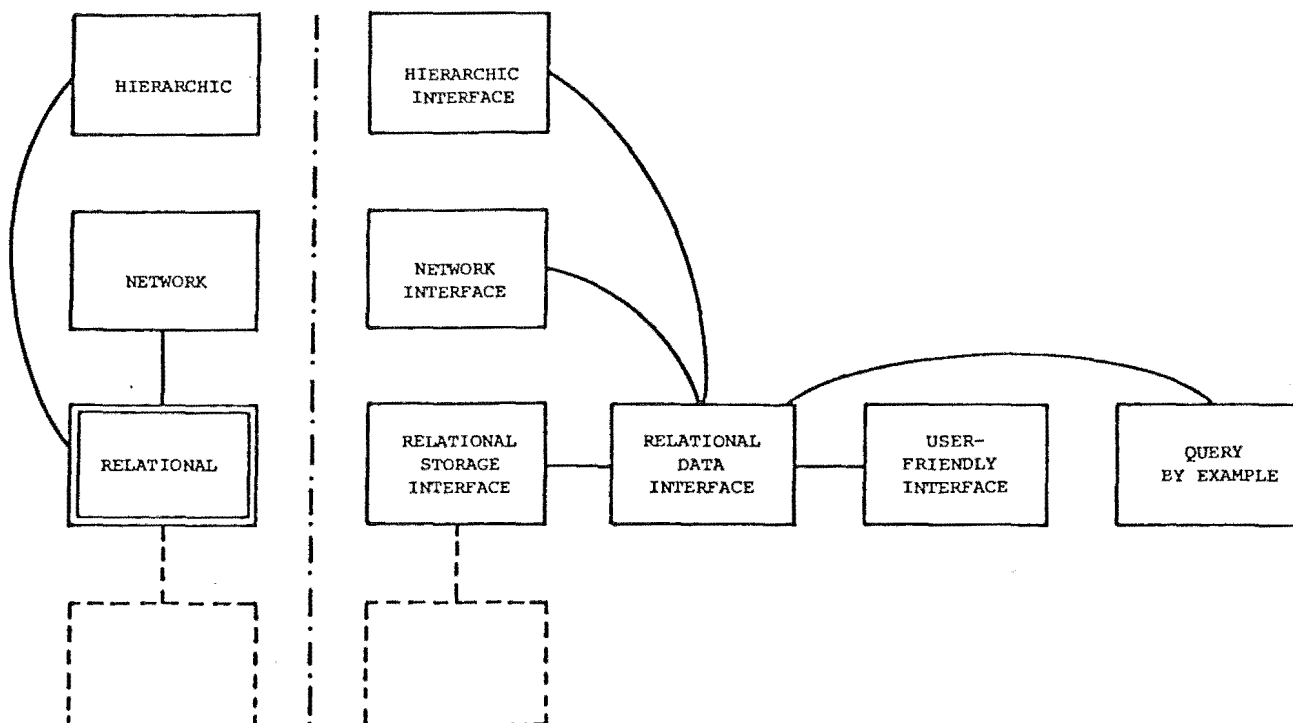 HIERARCHIC
HIERARCHIC
INTERFACE
NETWORK
NETWORK
INTERFACE
RELATIONAL
RELATIONAL
STORAGE
INTERFACE
RELATIONAL
DATA
INTERFACE
USER-
FRIENDLY
INTERFACE
QUERY
BY EXAMPLE